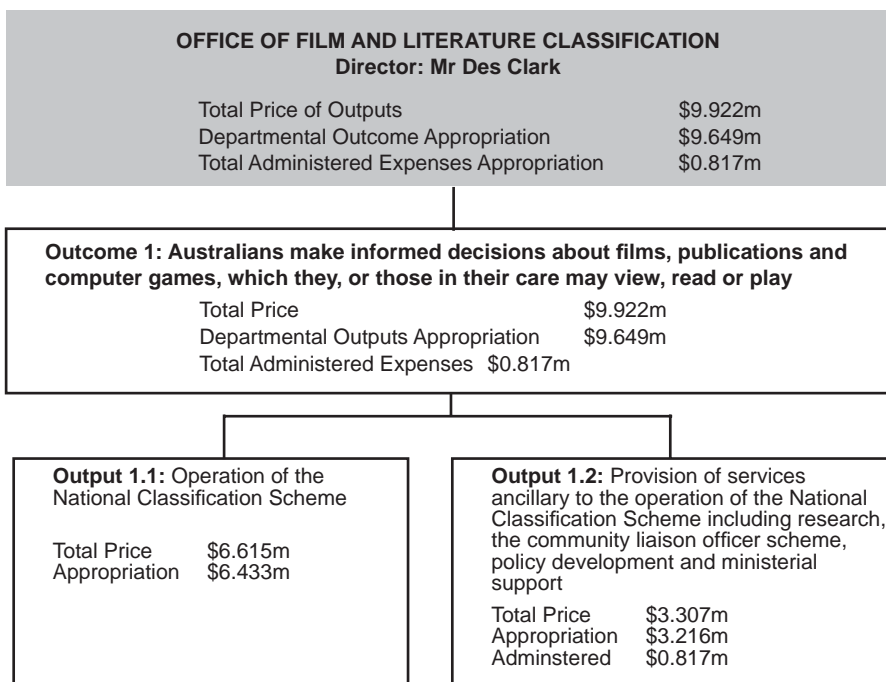 OFFICE OF FILM AND LITERATURE CLASSIFICATION
Director: Mr Des Clark
Total Price of Outputs $9.922m
Departmental Outcome Appropriation $9.649m
Total Administered Expenses Appropriation $0.817m
Outcome 1: Australians make informed decisions about films, publications and
computer games, which they, or those in their care may view, read or play
Total Price $9.922m
Departmental Outputs Appropriation $9.649m
Total Administered Expenses $0.817m
Output 1.1: Operation of the
National Classification Scheme
Total Price $6.615m
Appropriation $6.433m
Output 1.2: Provision of services
ancillary to the operation of the National
Classification Scheme including research,
the community liaison officer scheme,
policy development and ministerial
support
Total Price $3.307m
Appropriation $3.216m
Adminstered $0.817m